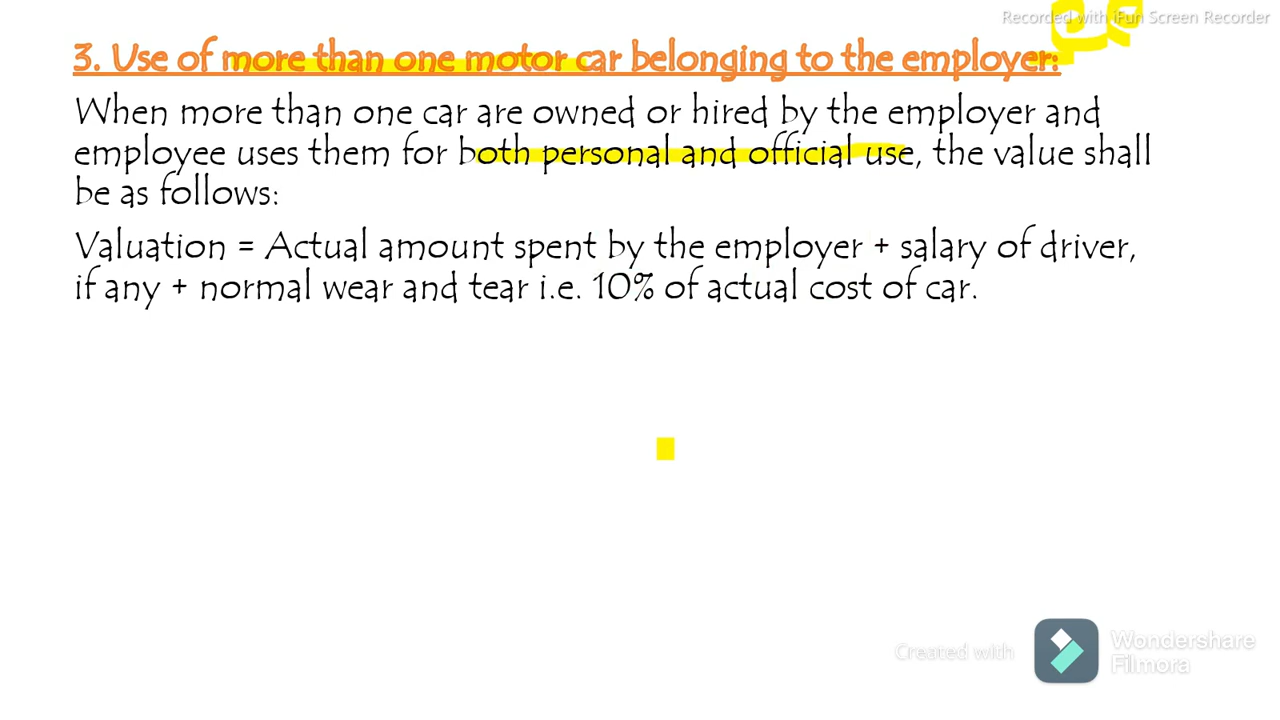 Recorded with iFun Screen Recorder
3. Use of more than one motor car belonging to the employer:
When more than one car are owned or hired by the employer and
employee uses them for both personal and official use, the value shall
be as follows:
Valuation = Actual amount spent by the employer + salary of driver,
if any + normal wear and tear i.e. 10% of actual cost of car.
Created with
Wondershare
Filmora